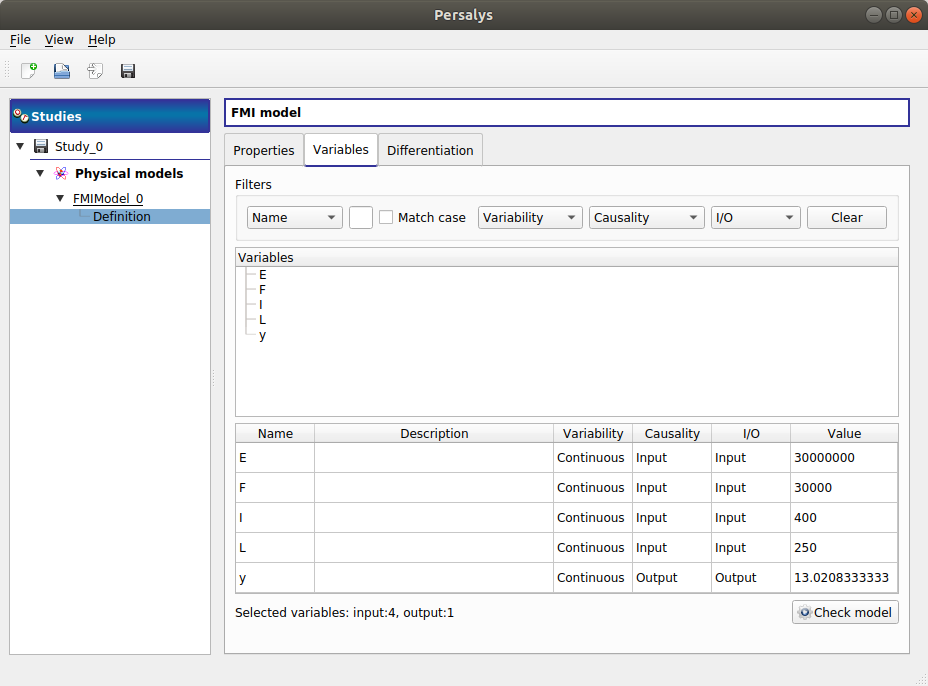 Persalys
File View Help
Studies
Study_0
Physical models
FMIModel_0
Definition
FMI model
Properties Variables Differentiation
Filters
Name Match case Variability Causality I/O Clear
Variables
E
F
I
L
y
Name Description Variability Causality I/O Value
E Continuous Input Input 30000000
F Continuous Input Input 30000
I Continuous Input Input 400
L Continuous Input Input 250
y Continuous Output Output 13.0208333333
Selected variables: input:4, output:1 Check model